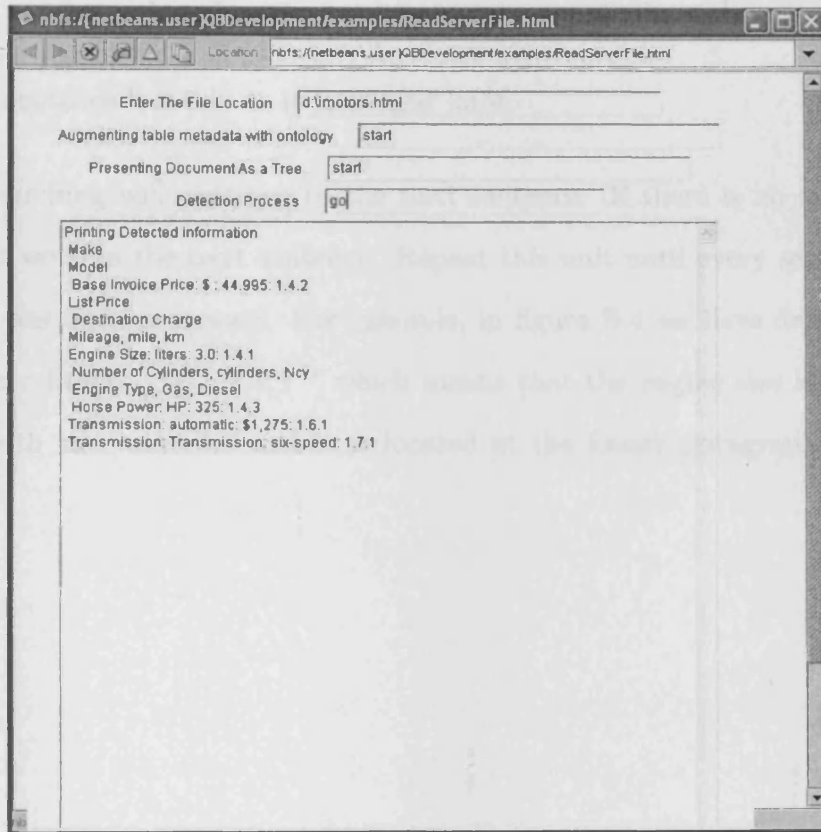 nbfs:/{netbeans.user}QBDevelopment/examples/ReadServerFile.html
Location: nbfs:/{netbeans.user}QBDevelopment/examples/ReadServerFile.html
Enter The File Location d:\imotors.html
Augmenting table metadata with ontology start
Presenting Document As a Tree start
Detection Process go
Printing Detected Information
Make
Model
Base Invoice Price: $ : 44.995: 1.4.2
List Price
Destination Charge
Mileage, mile, km
Engine Size: liters: 3.0: 1.4.1
Number of Cylinders, cylinders, Ncy
Engine Type, Gas, Diesel
Horse Power: HP: 325: 1.4.3
Transmission: automatic: $1,275: 1.6.1
Transmission: Transmission: six-speed: 1.7.1